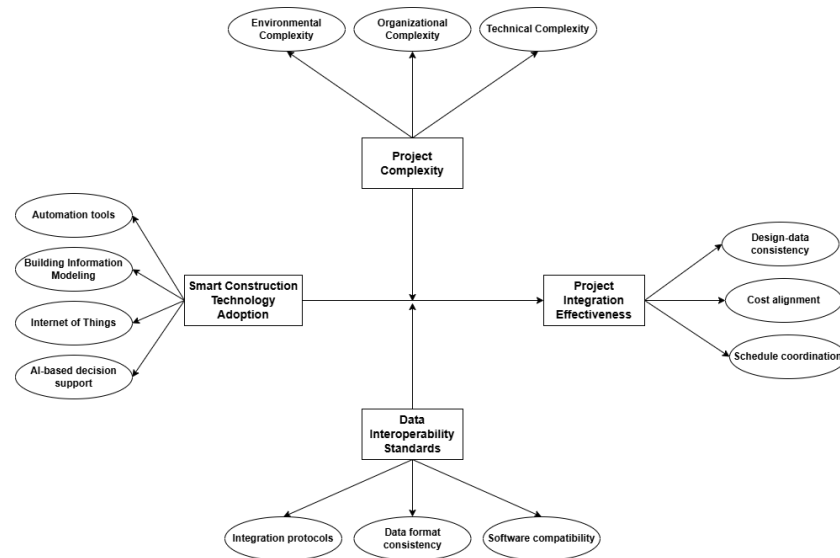 Environmental
Complexity
Organizational
Complexity
Technical Complexity
Project
Complexity
Automation tools
Building Information
Modeling
Internet of Things
AI-based decision
support
Smart Construction
Technology
Adoption
Project
Integration
Effectiveness
Design-data
consistency
Cost alignment
Schedule coordination
Data
Interoperability
Standards
Integration protocols
Data format
consistency
Software compatibility